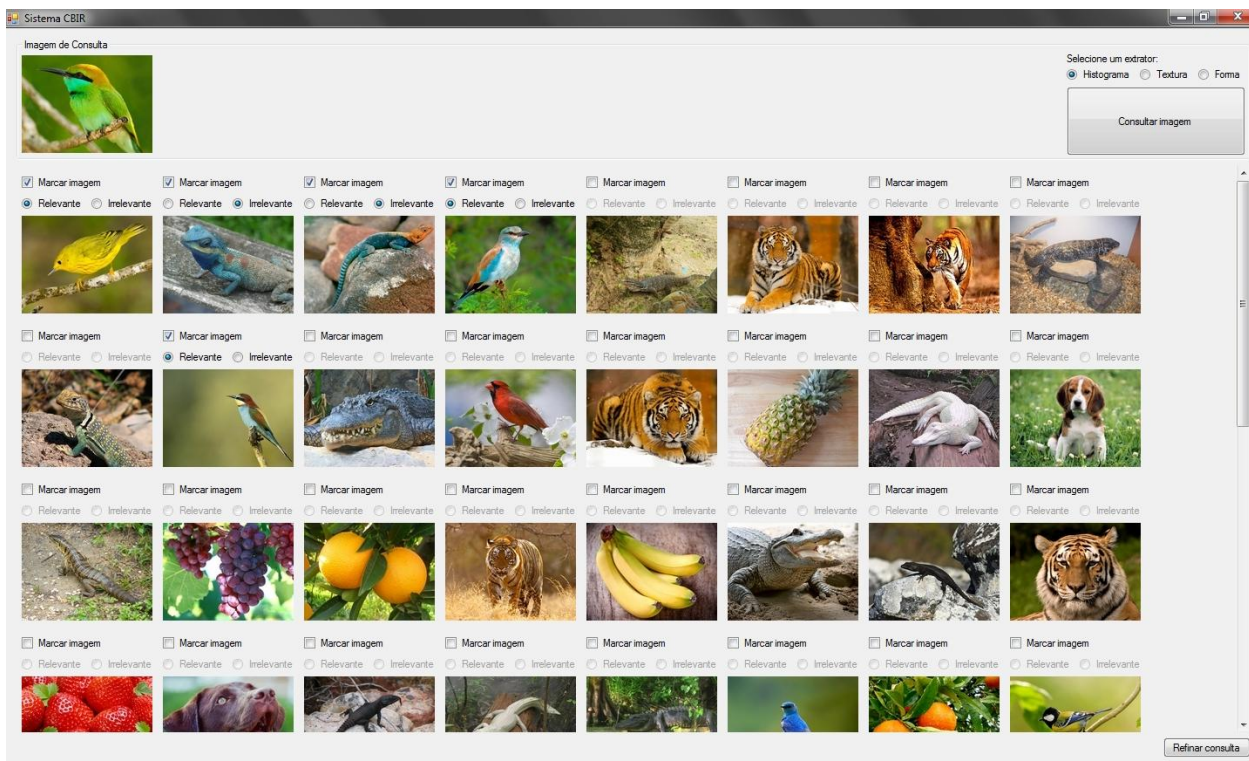 Sistema CBIR
Imagem de Consulta
Selecione um extrator:
Histograma Textura Forma
Consultar imagem
Marcar imagem Marcar imagem Marcar imagem Marcar imagem Marcar imagem Marcar imagem Marcar imagem Marcar imagem
Relevante Irrelevante Relevante Irrelevante Relevante Irrelevante Relevante Irrelevante Relevante Irrelevante Relevante Irrelevante Relevante Irrelevante Relevante Irrelevante
Marcar imagem Marcar imagem Marcar imagem Marcar imagem Marcar imagem Marcar imagem Marcar imagem Marcar imagem
Relevante Irrelevante Relevante Irrelevante Relevante Irrelevante Relevante Irrelevante Relevante Irrelevante Relevante Irrelevante Relevante Irrelevante Relevante Irrelevante
Marcar imagem Marcar imagem Marcar imagem Marcar imagem Marcar imagem Marcar imagem Marcar imagem Marcar imagem
Relevante Irrelevante Relevante Irrelevante Relevante Irrelevante Relevante Irrelevante Relevante Irrelevante Relevante Irrelevante Relevante Irrelevante Relevante Irrelevante
Marcar imagem Marcar imagem Marcar imagem Marcar imagem Marcar imagem Marcar imagem Marcar imagem Marcar imagem
Relevante Irrelevante Relevante Irrelevante Relevante Irrelevante Relevante Irrelevante Relevante Irrelevante Relevante Irrelevante Relevante Irrelevante Relevante Irrelevante
Refinar consulta